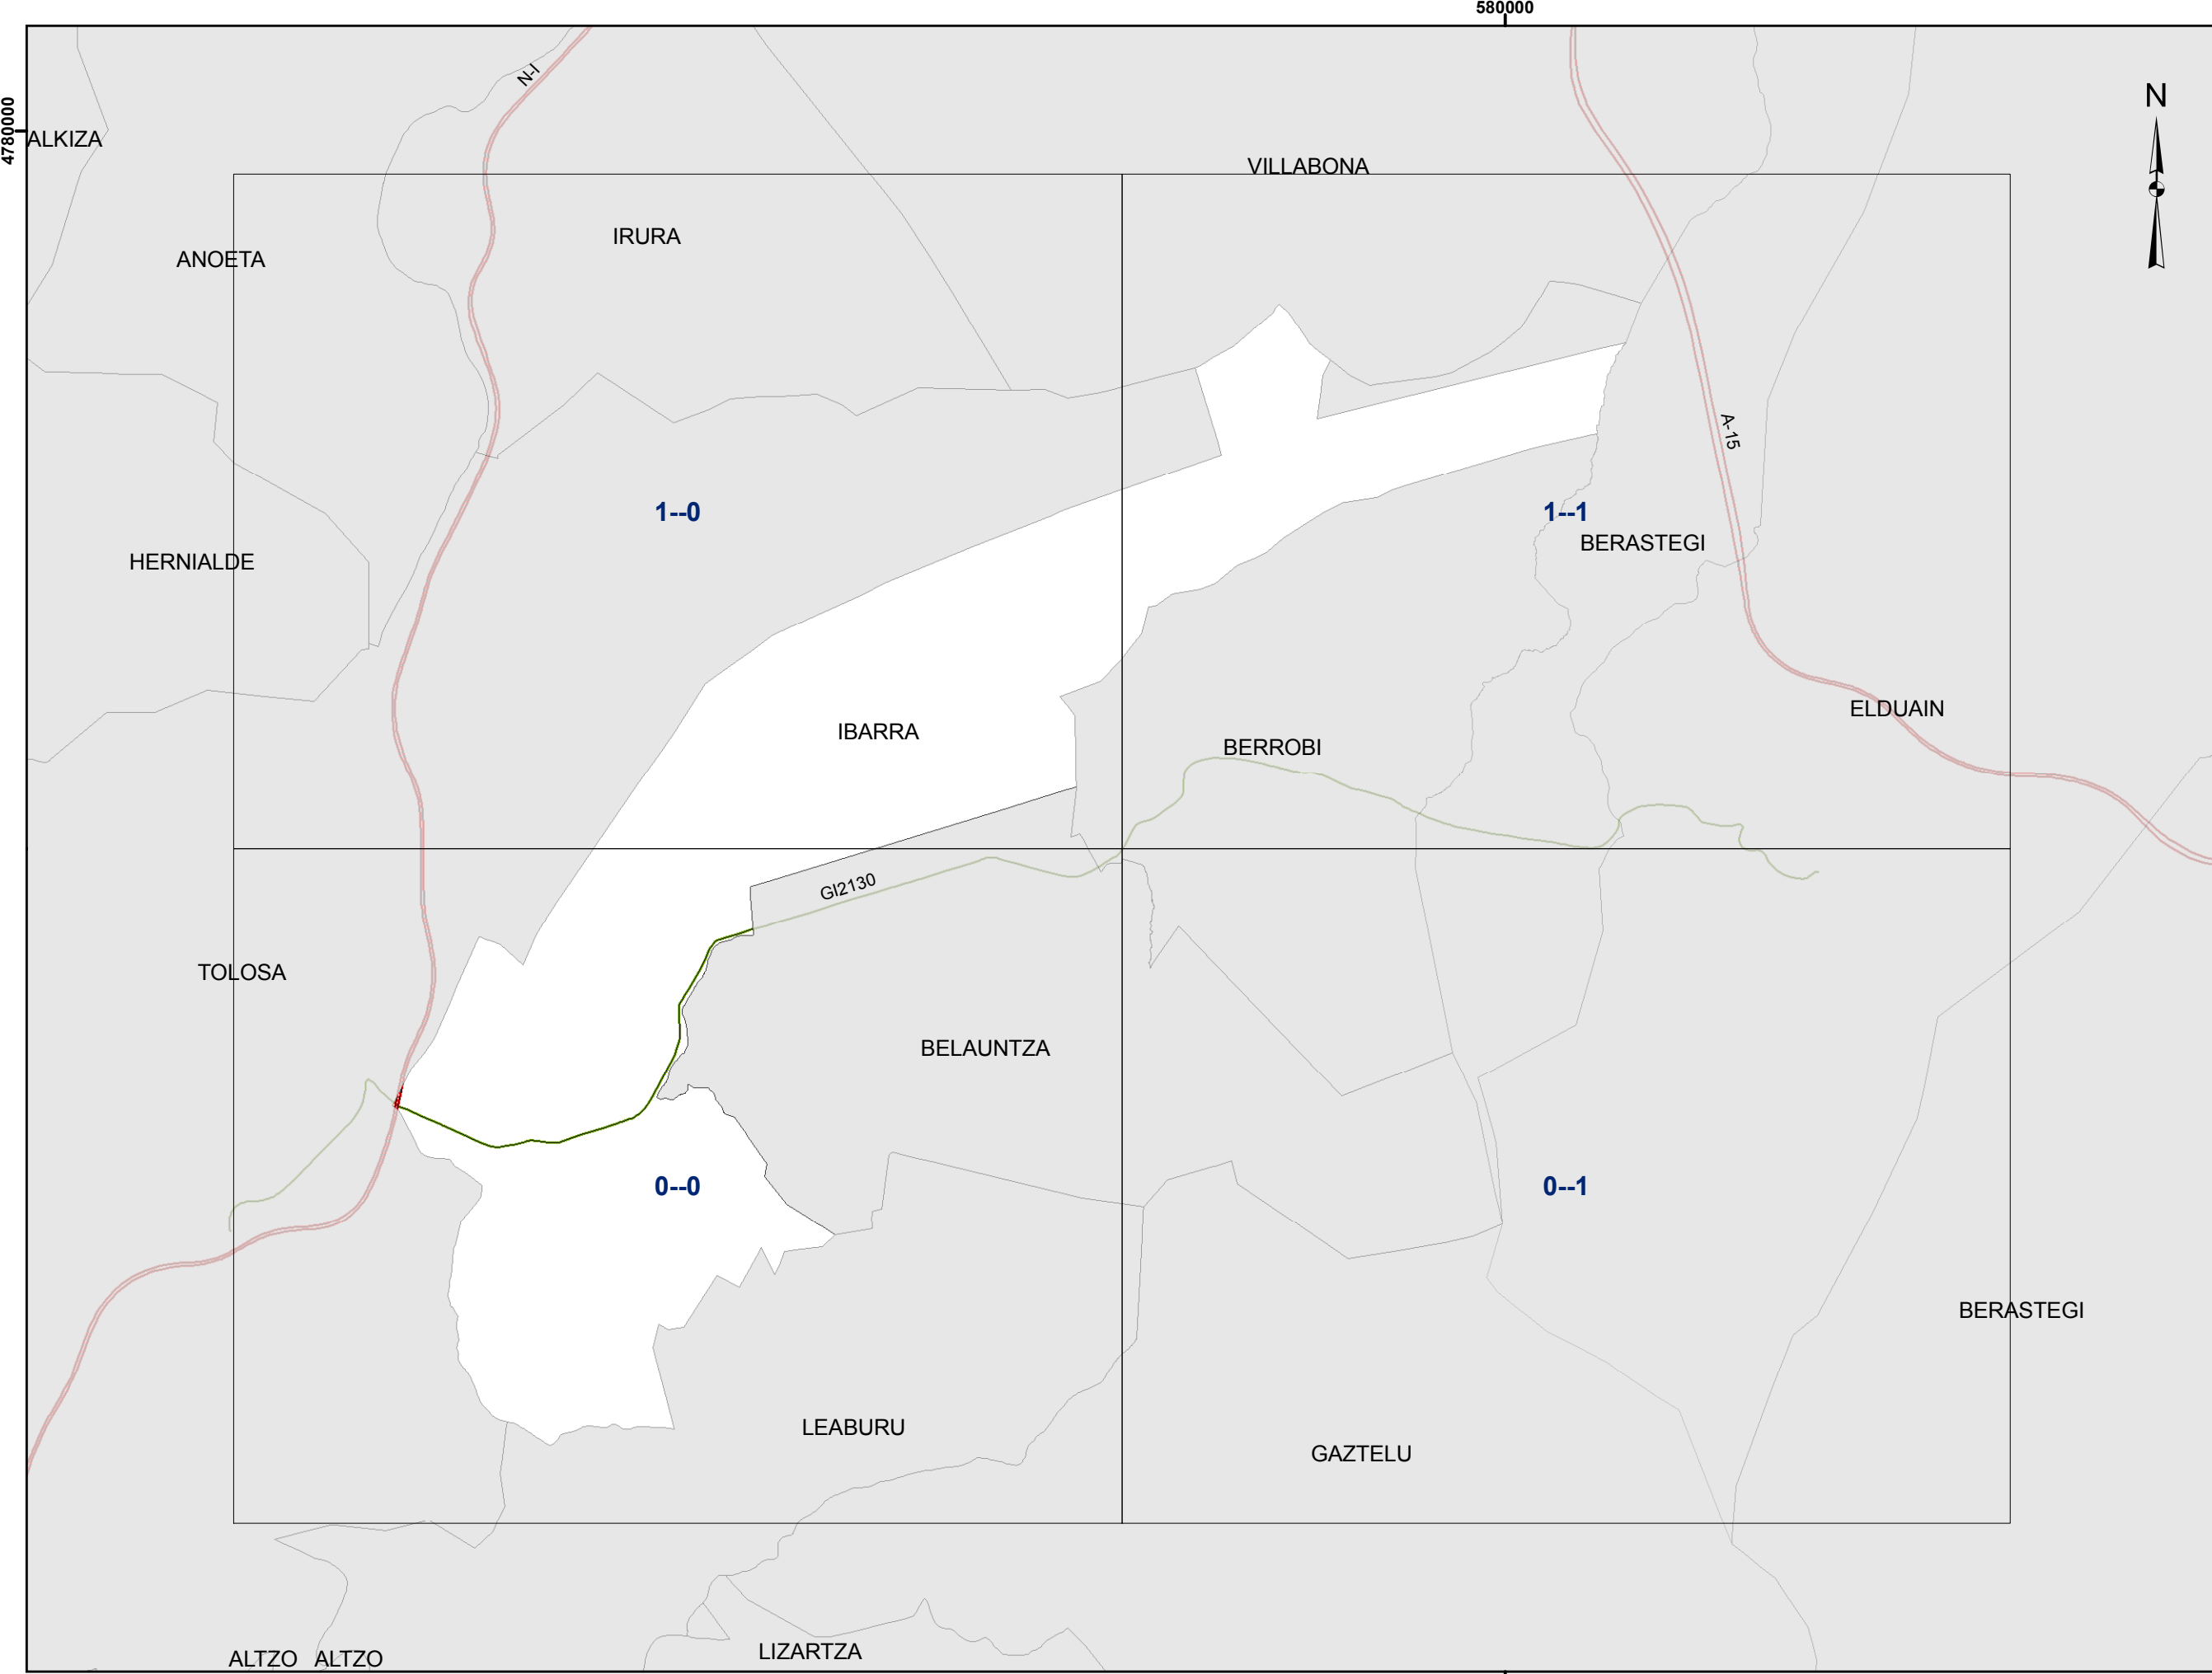 580000
N-I
N
4780000
ALKIZA
VILLABONA
IRURA
ANOETA
A-15
1--0
1--1
BERASTEGI
HERNIALDE
ELDUAIN
IBARRA
BERROBI
GI2130
TOLOSA
BELAUNTZA
0--0
0--1
BERASTEGI
LEABURU
GAZTELU
LIZARTZA
ALTZO ALTZO